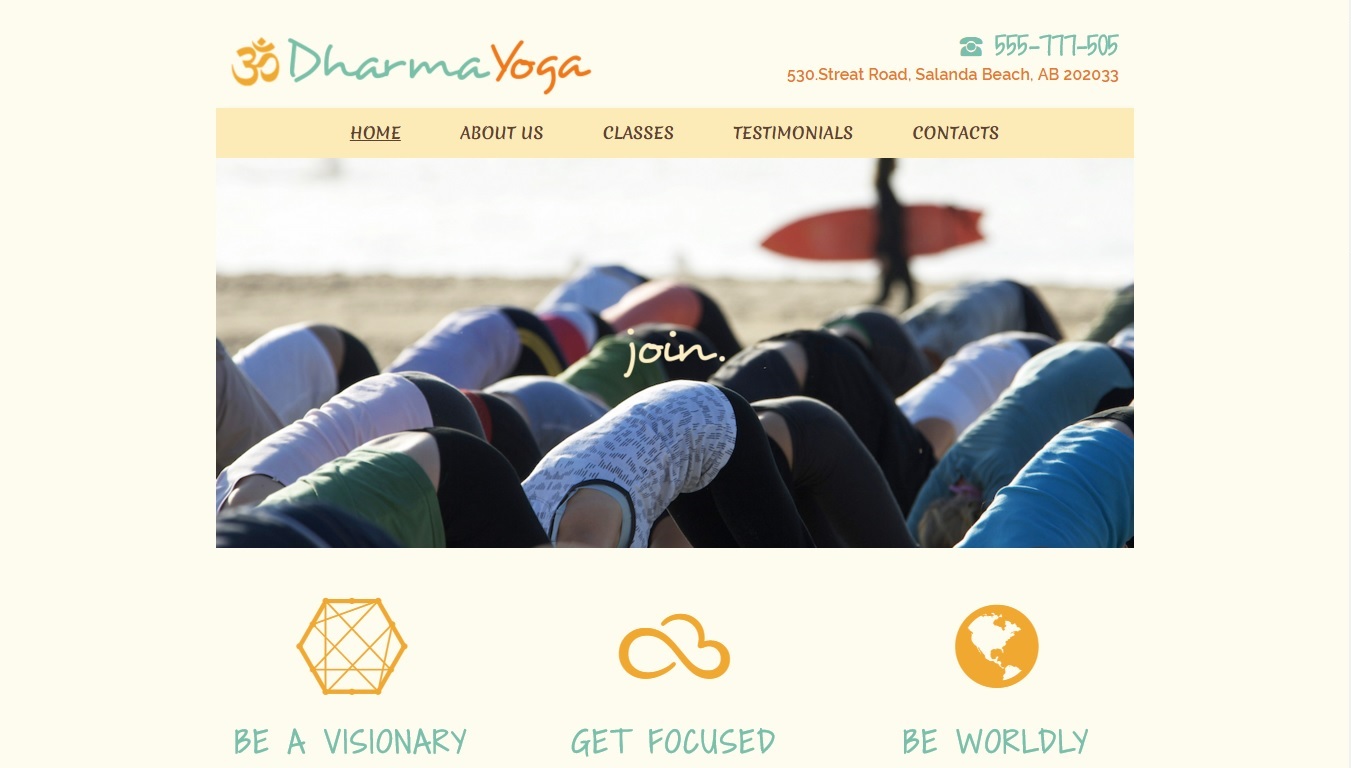 ॐ DharmaYoga
☎ 555-777-505
530.Streat Road, Salanda Beach, AB 202033
HOME ABOUT US CLASSES TESTIMONIALS CONTACTS
join.
BE A VISIONARY GET FOCUSED BE WORLDLY